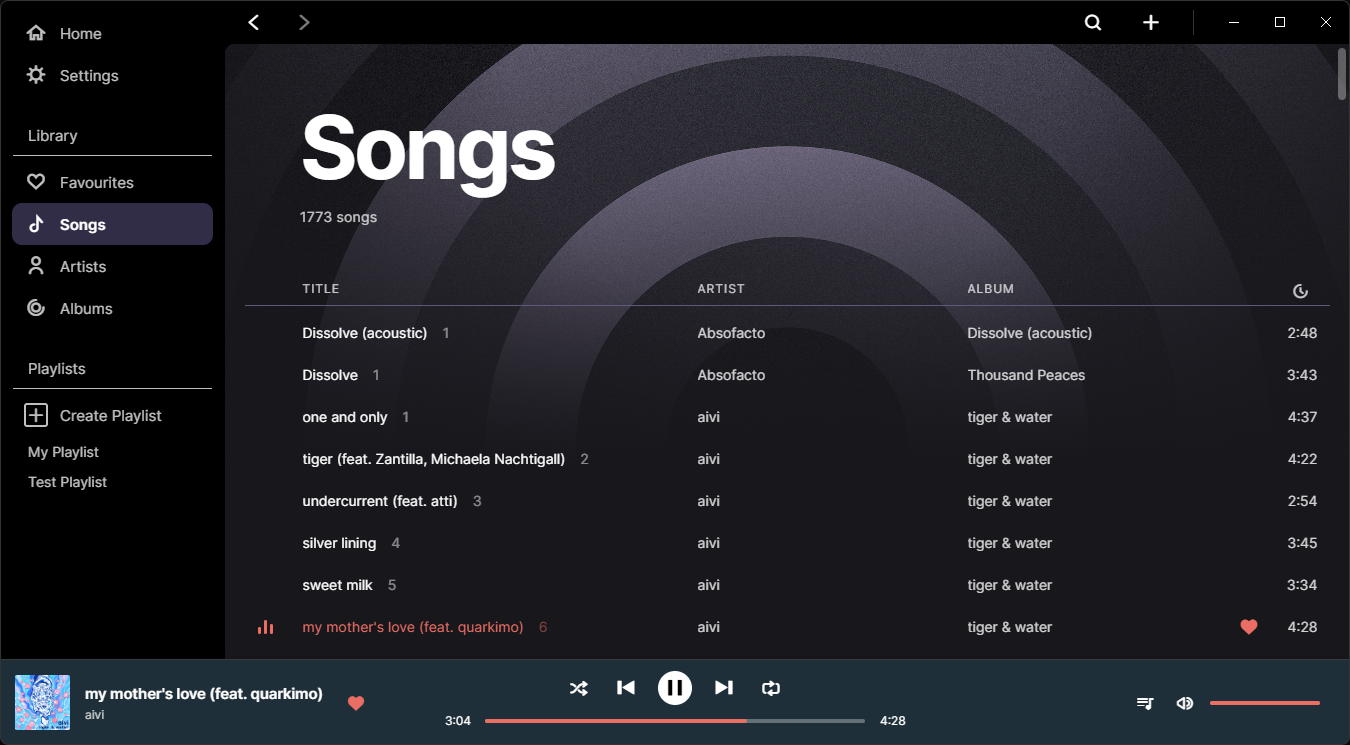 Home
Settings
Library
Favourites
Songs
Artists
Albums
Playlists
Create Playlist
My Playlist
Test Playlist
Songs
1773 songs
TITLE ARTIST ALBUM
Dissolve (acoustic) 1 Absofacto Dissolve (acoustic) 2:48
Dissolve 1 Absofacto Thousand Peaces 3:43
one and only 1 aivi tiger & water 4:37
tiger (feat. Zantilla, Michaela Nachtigall) 2 aivi tiger & water 4:22
undercurrent (feat. atti) 3 aivi tiger & water 2:54
silver lining 4 aivi tiger & water 3:45
sweet milk 5 aivi tiger & water 3:34
my mother's love (feat. quarkimo) 6 aivi tiger & water 4:28
aivi
tiger & water
my mother's love (feat. quarkimo)
aivi
3:04 4:28